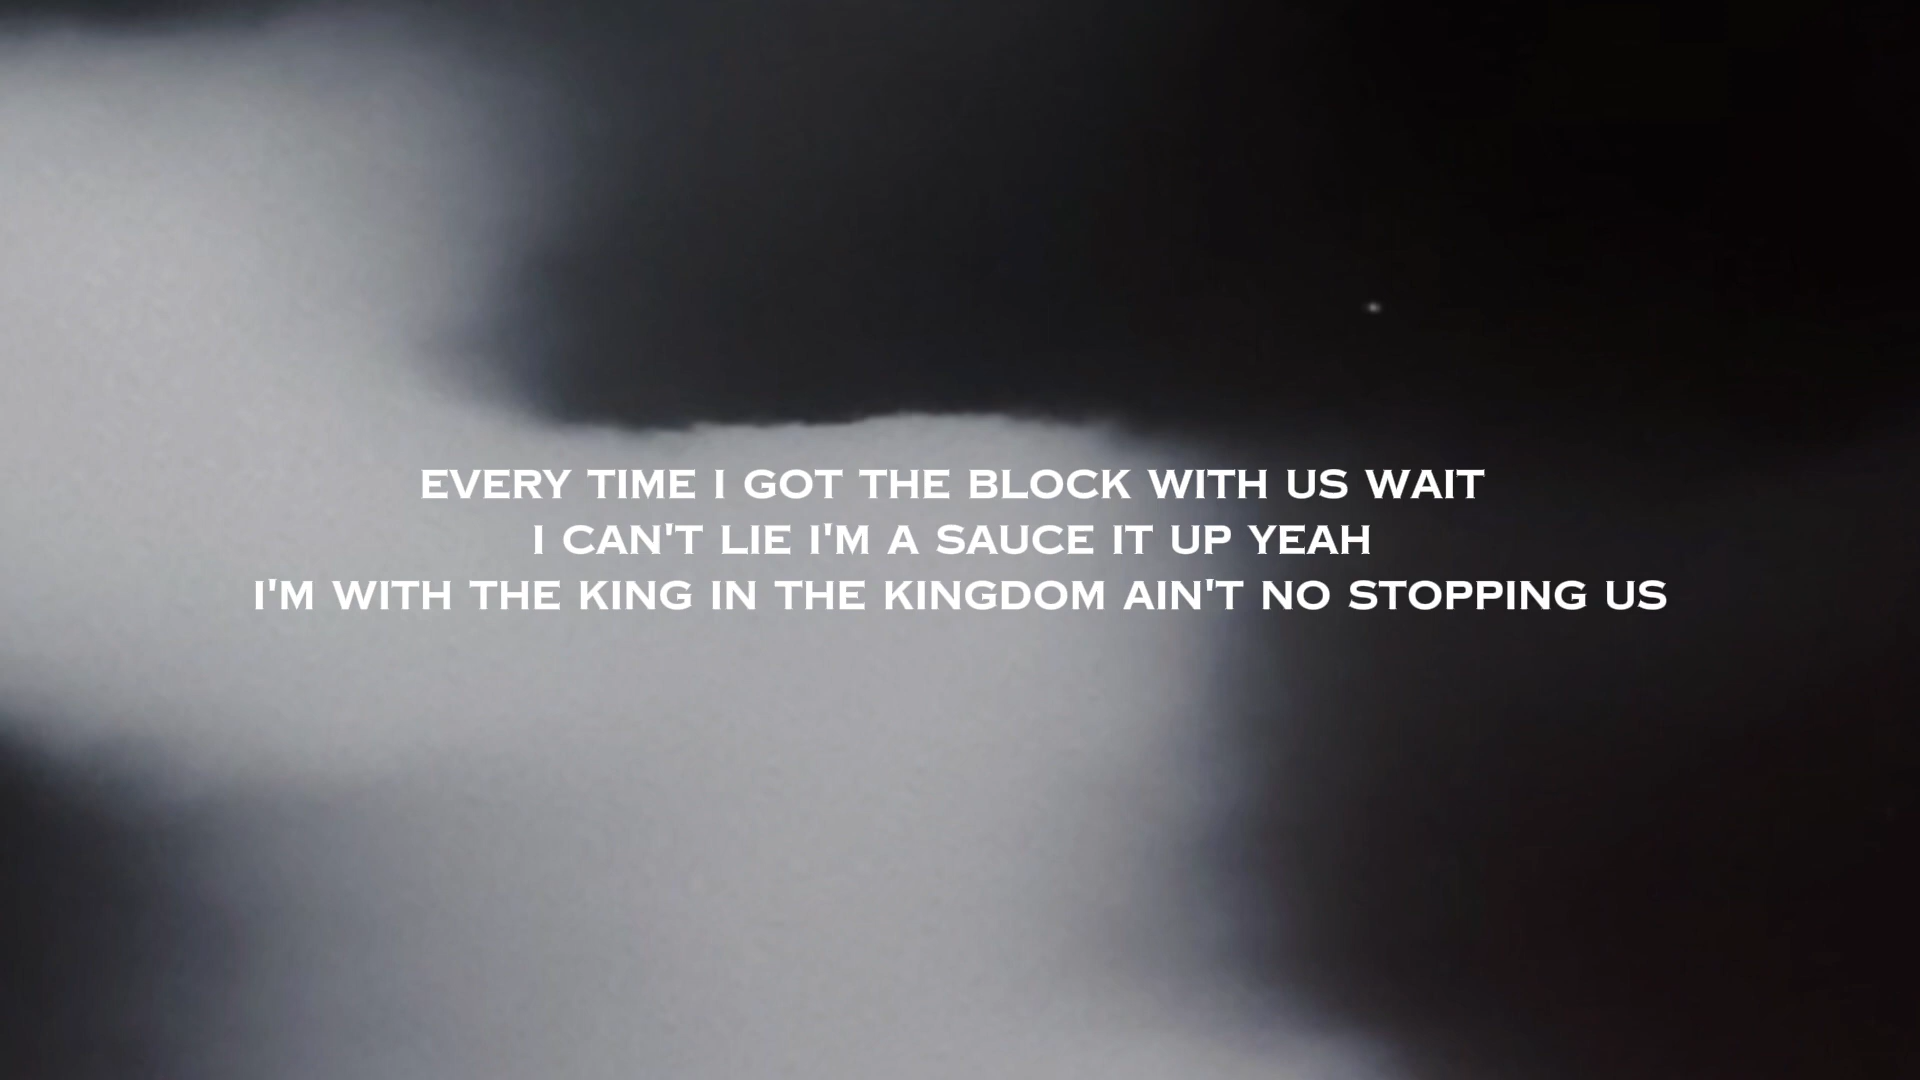 EVERY TIME I GOT THE BLOCK WITH US WAIT
I CAN'T LIE I'M A SAUCE IT UP YEAH
I'M WITH THE KING IN THE KINGDOM AIN'T NO STOPPING US